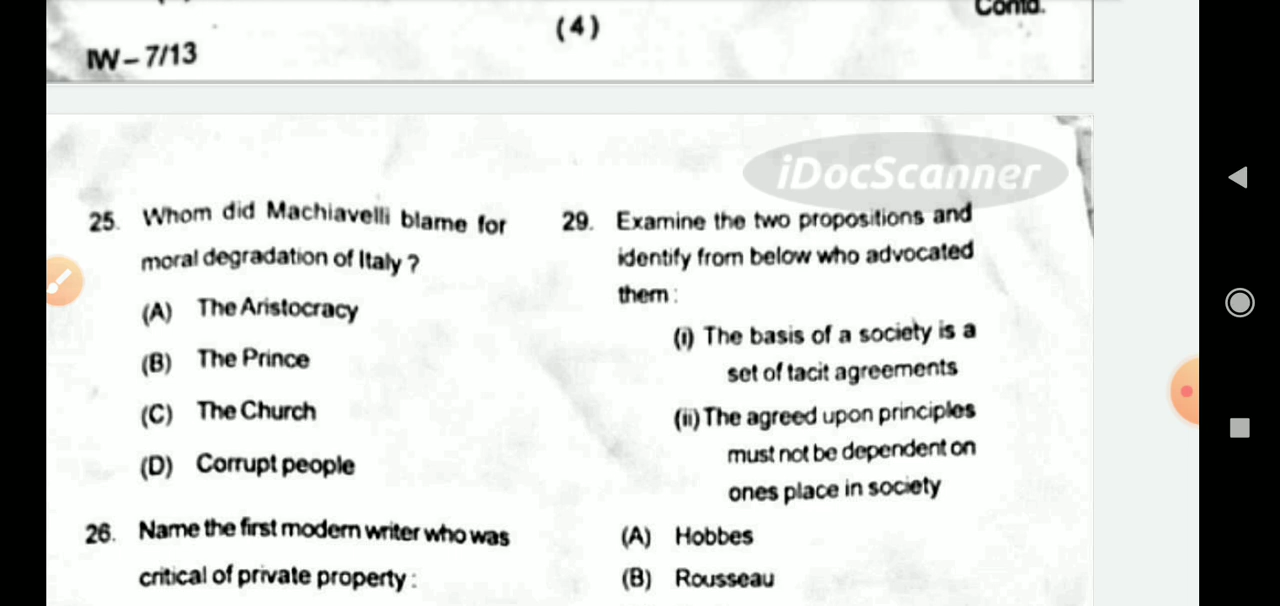 Contd.
(4)
IW – 7/13
iDocScanner
25. Whom did Machiavelli blame for
moral degradation of Italy ?
(A) The Aristocracy
(B) The Prince
(C) The Church
(D) Corrupt people
26. Name the first modern writer who was
critical of private property :
29. Examine the two propositions and
identify from below who advocated
them :
(i) The basis of a society is a
set of tacit agreements
(ii) The agreed upon principles
must not be dependent on
ones place in society
(A) Hobbes
(B) Rousseau